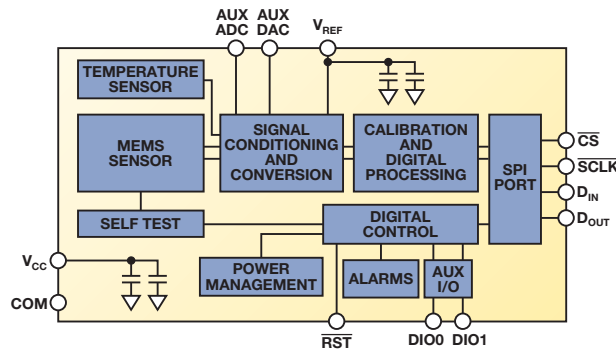 AUX
ADC
AUX
DAC
VREF
TEMPERATURE
SENSOR
MEMS
SENSOR
SIGNAL
CONDITIONING
AND
CONVERSION
CALIBRATION
AND
DIGITAL
PROCESSING
SPI
PORT
CS
SCLK
DIN
DOUT
SELF TEST
DIGITAL
CONTROL
VCC
POWER
MANAGEMENT
ALARMS
AUX
I/O
COM
RST
DIO0
DIO1